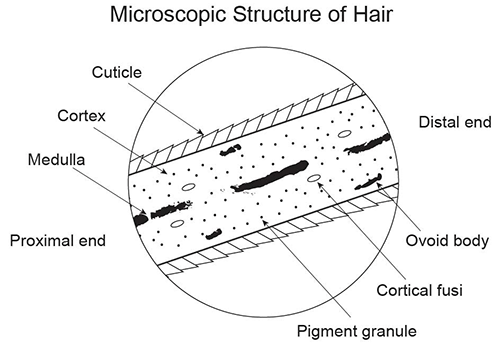 Microscopic Structure of Hair
Cuticle
Cortex
Distal end
Medulla
Proximal end
Ovoid body
Cortical fusi
Pigment granule